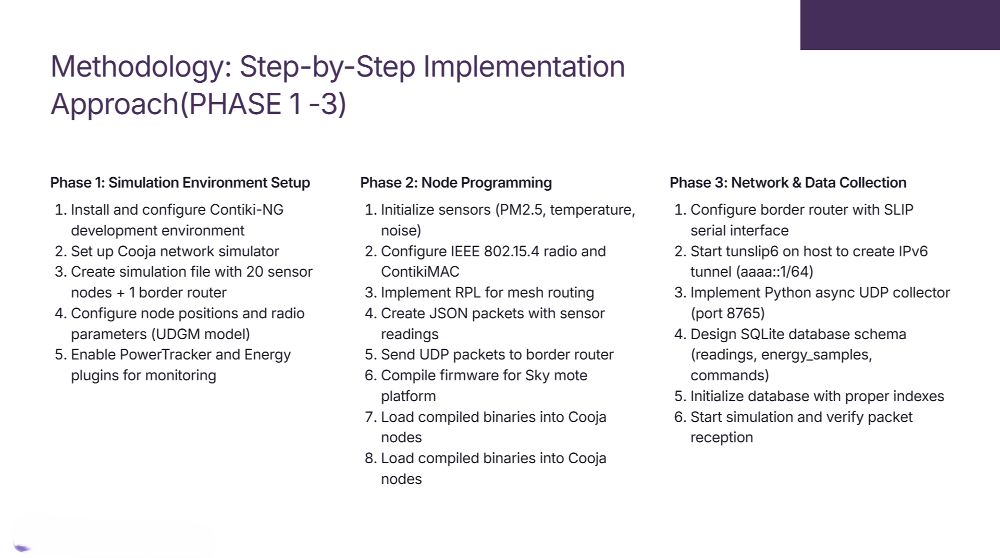 Methodology: Step-by-Step Implementation
Approach(PHASE 1 -3)
Phase 1: Simulation Environment Setup
1. Install and configure Contiki-NG
development environment
2. Set up Cooja network simulator
3. Create simulation file with 20 sensor
nodes + 1 border router
4. Configure node positions and radio
parameters (UDGM model)
5. Enable PowerTracker and Energy
plugins for monitoring
Phase 2: Node Programming
1. Initialize sensors (PM2.5, temperature,
noise)
2. Configure IEEE 802.15.4 radio and
ContikiMAC
3. Implement RPL for mesh routing
4. Create JSON packets with sensor
readings
5. Send UDP packets to border router
6. Compile firmware for Sky mote
platform
7. Load compiled binaries into Cooja
nodes
8. Load compiled binaries into Cooja
nodes
Phase 3: Network & Data Collection
1. Configure border router with SLIP
serial interface
2. Start tunslip6 on host to create IPv6
tunnel (aaaa::1/64)
3. Implement Python async UDP collector
(port 8765)
4. Design SQLite database schema
(readings, energy_samples,
commands)
5. Initialize database with proper indexes
6. Start simulation and verify packet
reception